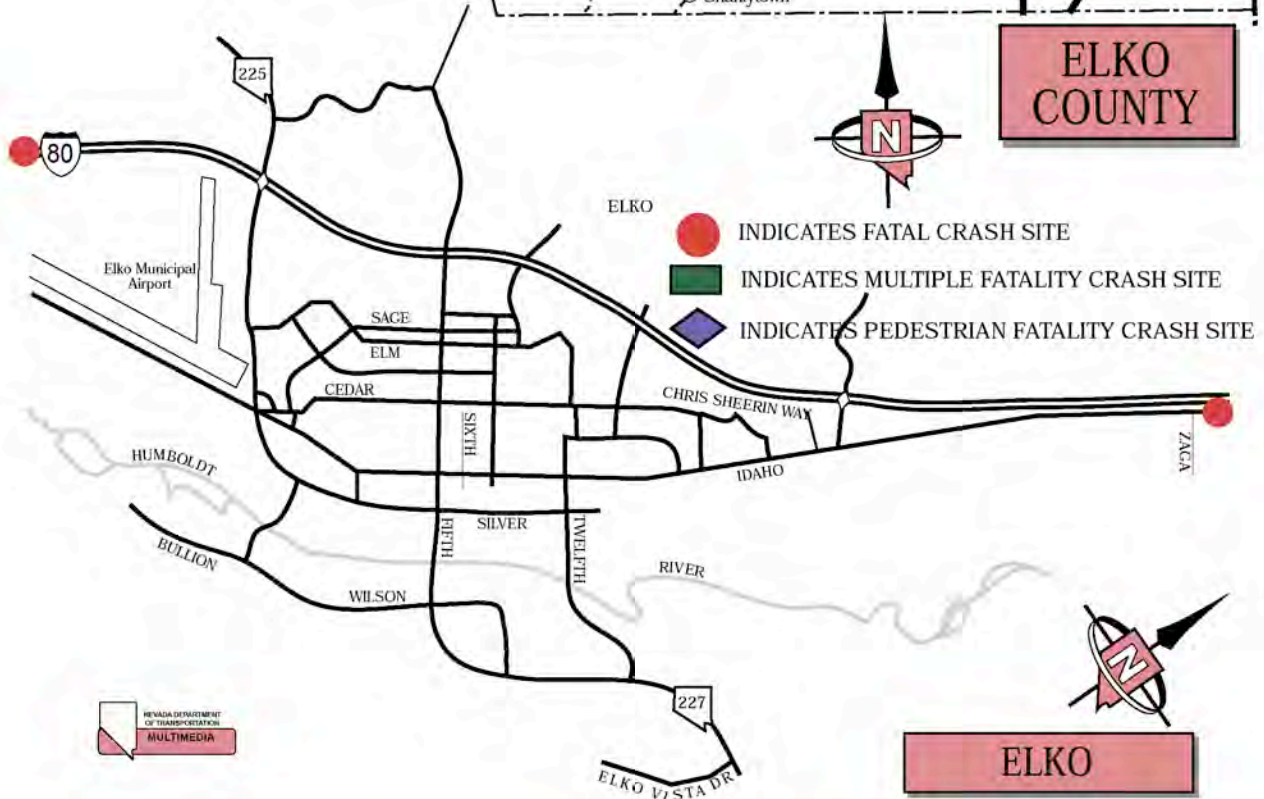 225
ELKO
COUNTY
80
N
ELKO
INDICATES FATAL CRASH SITE
INDICATES MULTIPLE FATALITY CRASH SITE
INDICATES PEDESTRIAN FATALITY CRASH SITE
Elko Municipal
Airport
SAGE
ELM
CEDAR
CHRIS SHEERIN WAY
SIXTH
ZAGA
HUMBOLDT
IDAHO
FIFTH
SILVER
TWELFTH
BULLION
RIVER
WILSON
N
227
NEVADA DEPARTMENT
OF TRANSPORTATION
MULTIMEDIA
ELKO
ELKO VISTA DR